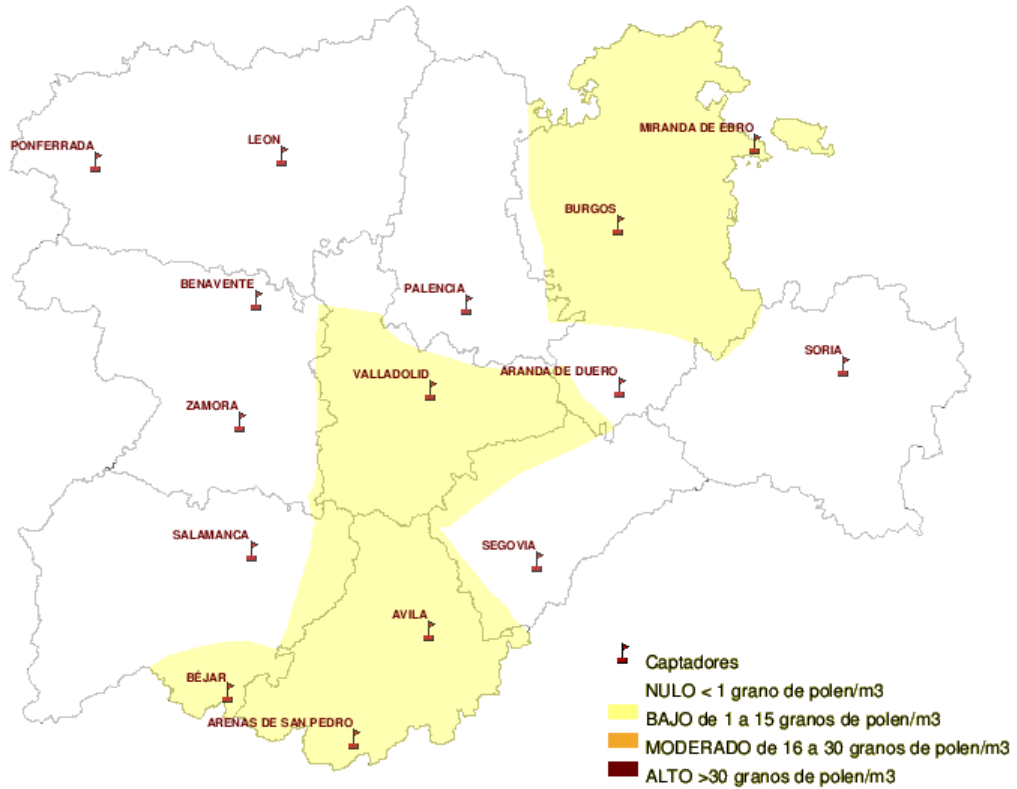 MIRANDA DE EBRO
PONFERRADA
LEON
BURGOS
BENAVENTE
PALENCIA
SORIA
VALLADOLID
ARANDA DE DUERO
ZAMORA
SALAMANCA
SEGOVIA
AVILA
BÉJAR
ARENAS DE SAN PEDRO
Captadores
NULO < 1 grano de polen/m3
BAJO de 1 a 15 granos de polen/m3
MODERADO de 16 a 30 granos de polen/m3
ALTO >30 granos de polen/m3